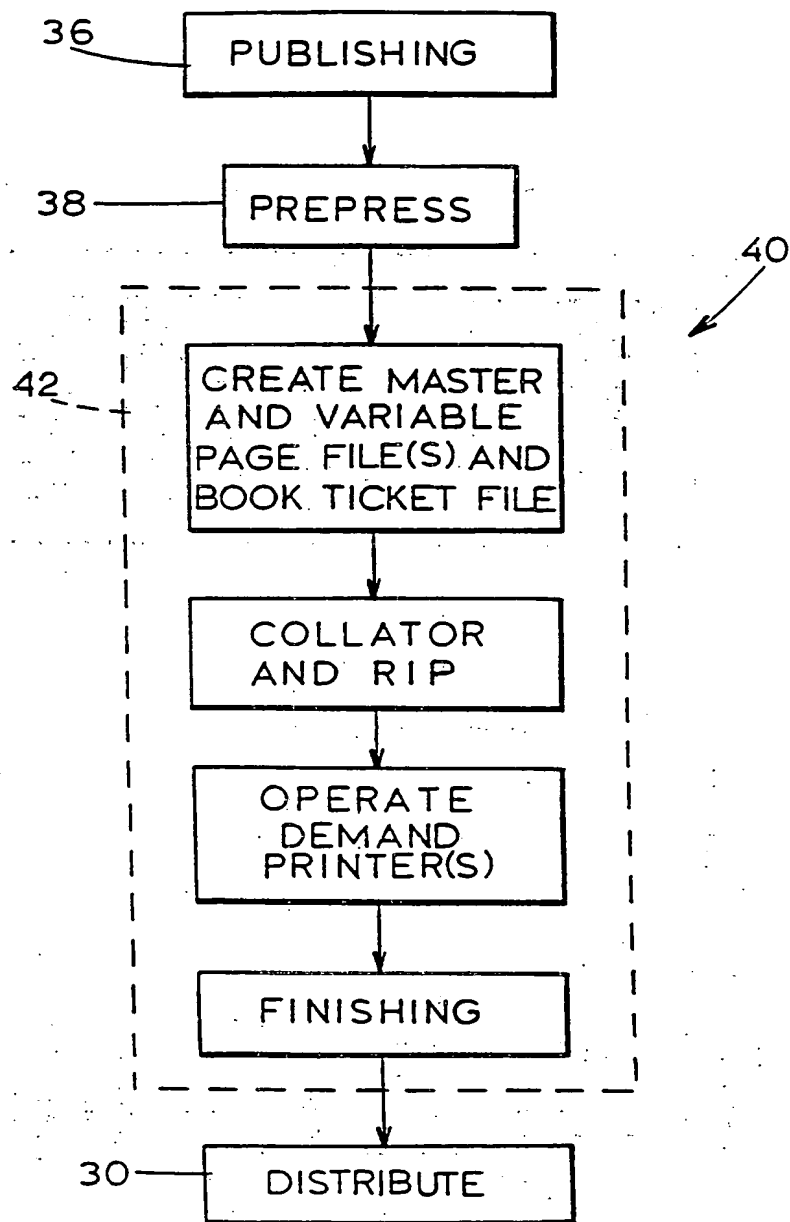 36
PUBLISHING
38
PREPRESS
40
42
CREATE MASTER
AND VARIABLE
PAGE FILE(S) AND
BOOK TICKET FILE
COLLATOR
AND RIP
OPERATE
DEMAND
PRINTER(S)
FINISHING
30
DISTRIBUTE